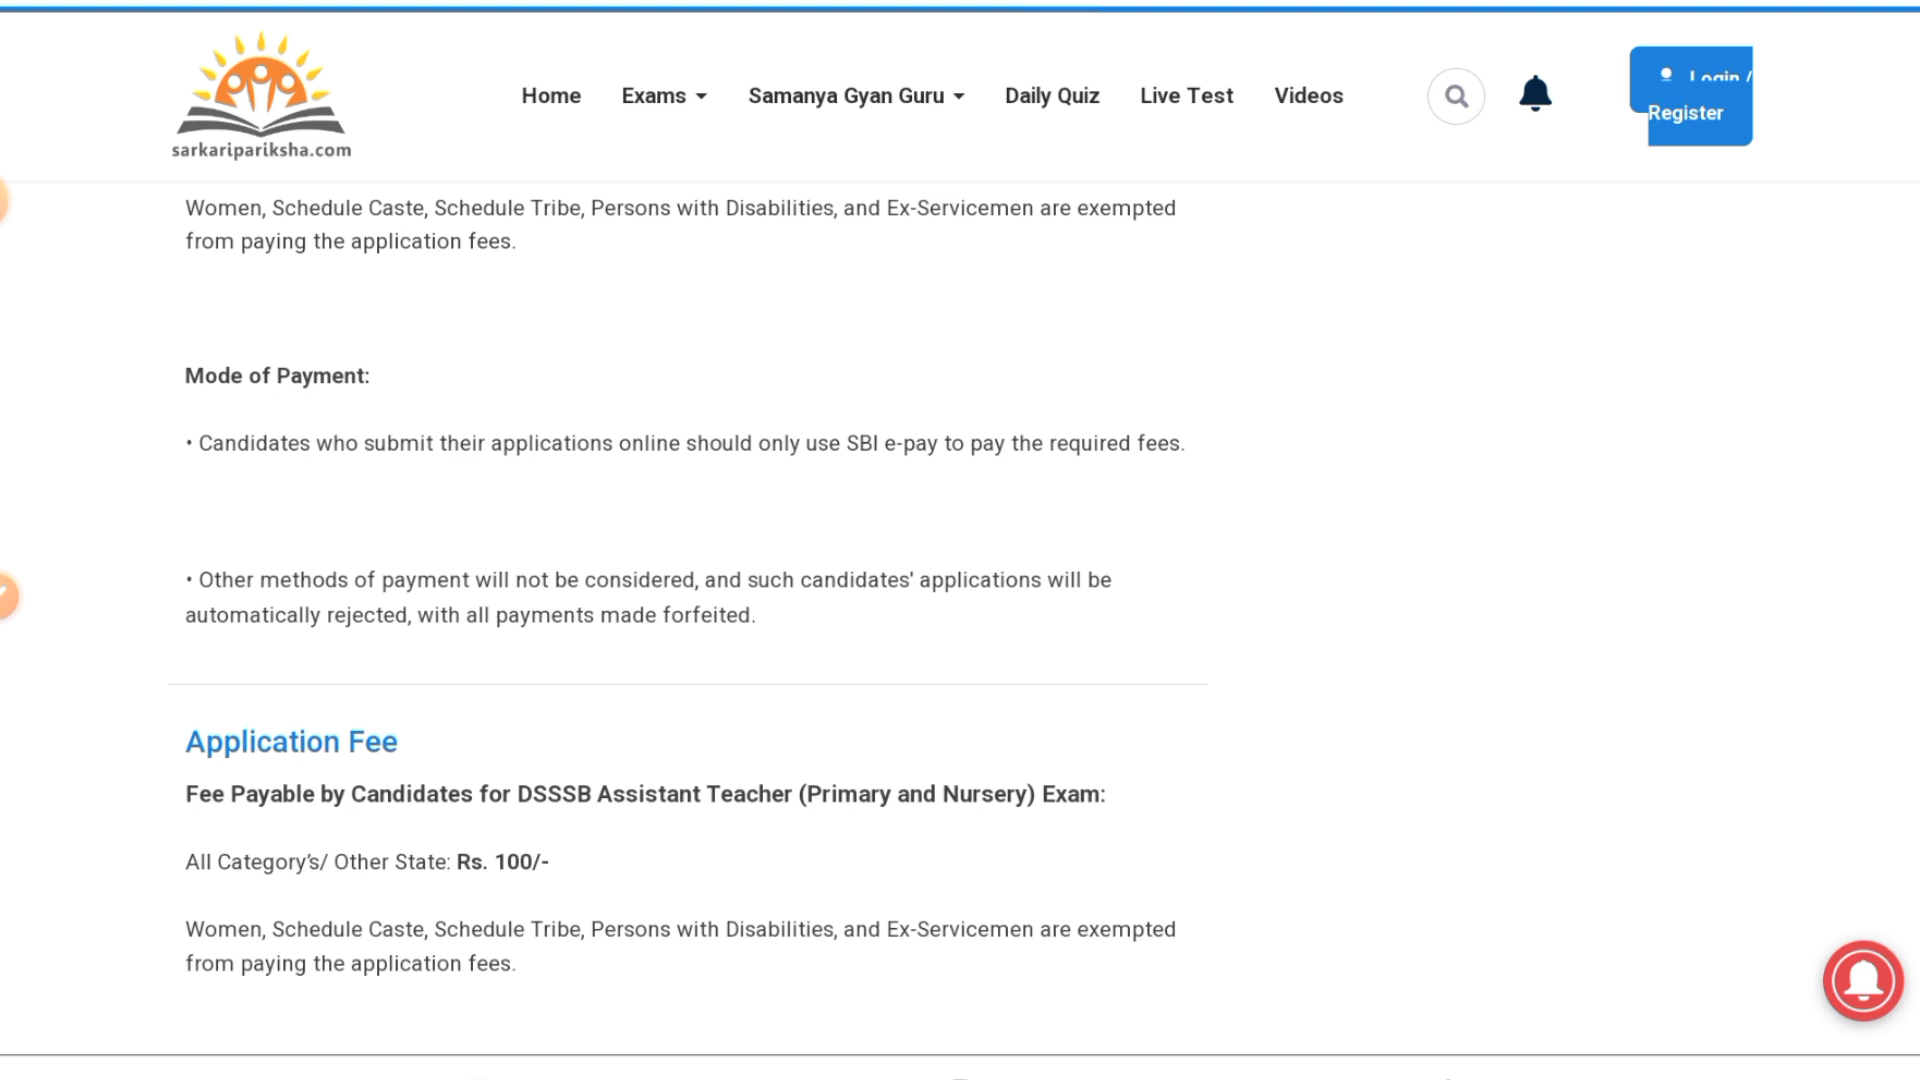 Home Exams Samanya Gyan Guru Daily Quiz Live Test Videos Login /
Register
sarkaripariksha.com
Women, Schedule Caste, Schedule Tribe, Persons with Disabilities, and Ex-Servicemen are exempted
from paying the application fees.
Mode of Payment:
• Candidates who submit their applications online should only use SBI e-pay to pay the required fees.
• Other methods of payment will not be considered, and such candidates' applications will be
automatically rejected, with all payments made forfeited.
Application Fee
Fee Payable by Candidates for DSSSB Assistant Teacher (Primary and Nursery) Exam:
All Category's/ Other State: Rs. 100/-
Women, Schedule Caste, Schedule Tribe, Persons with Disabilities, and Ex-Servicemen are exempted
from paying the application fees.